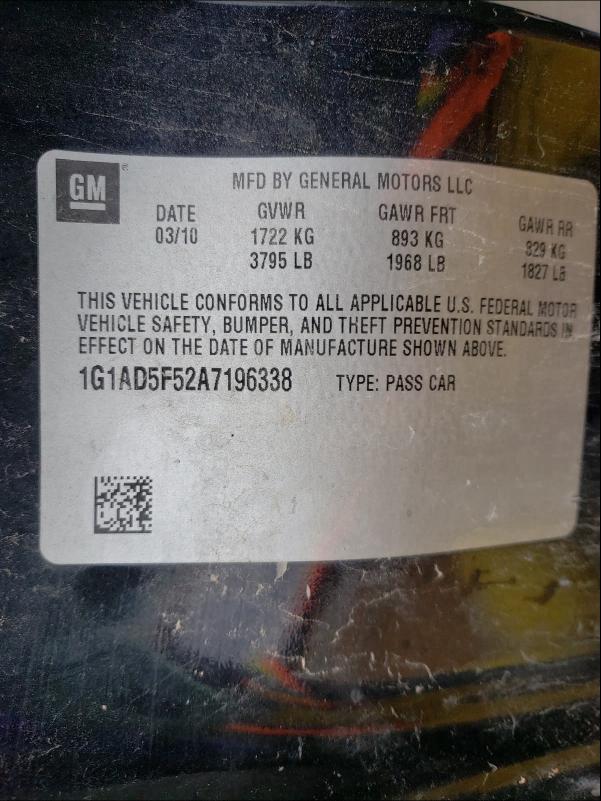 GM
MFD BY GENERAL MOTORS LLC
DATE GVWR GAWR FRT GAWR RR
03/10 1722 KG 893 KG 829 KG
3795 LB 1968 LB 1827 LB
THIS VEHICLE CONFORMS TO ALL APPLICABLE U.S. FEDERAL MOTOR
VEHICLE SAFETY, BUMPER, AND THEFT PREVENTION STANDARDS IN
EFFECT ON THE DATE OF MANUFACTURE SHOWN ABOVE.
1G1AD5F52A7196338 TYPE: PASS CAR